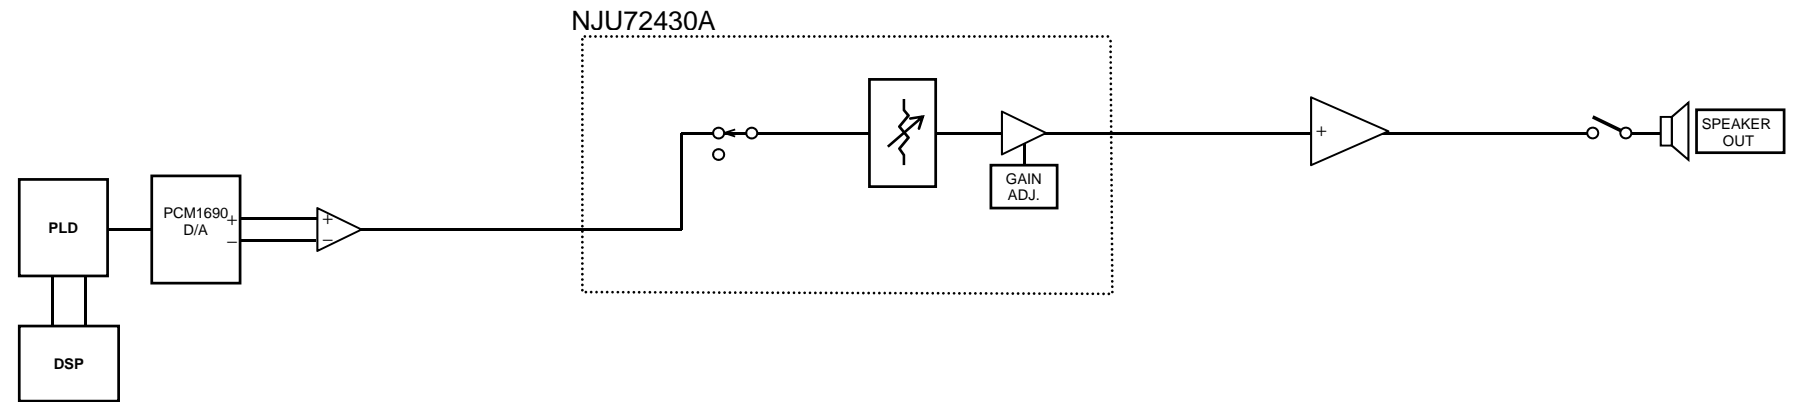 NJU72430A
SPEAKER
OUT
+
GAIN
ADJ.
PLD
PCM1690
D/A
+
−
+
−
DSP